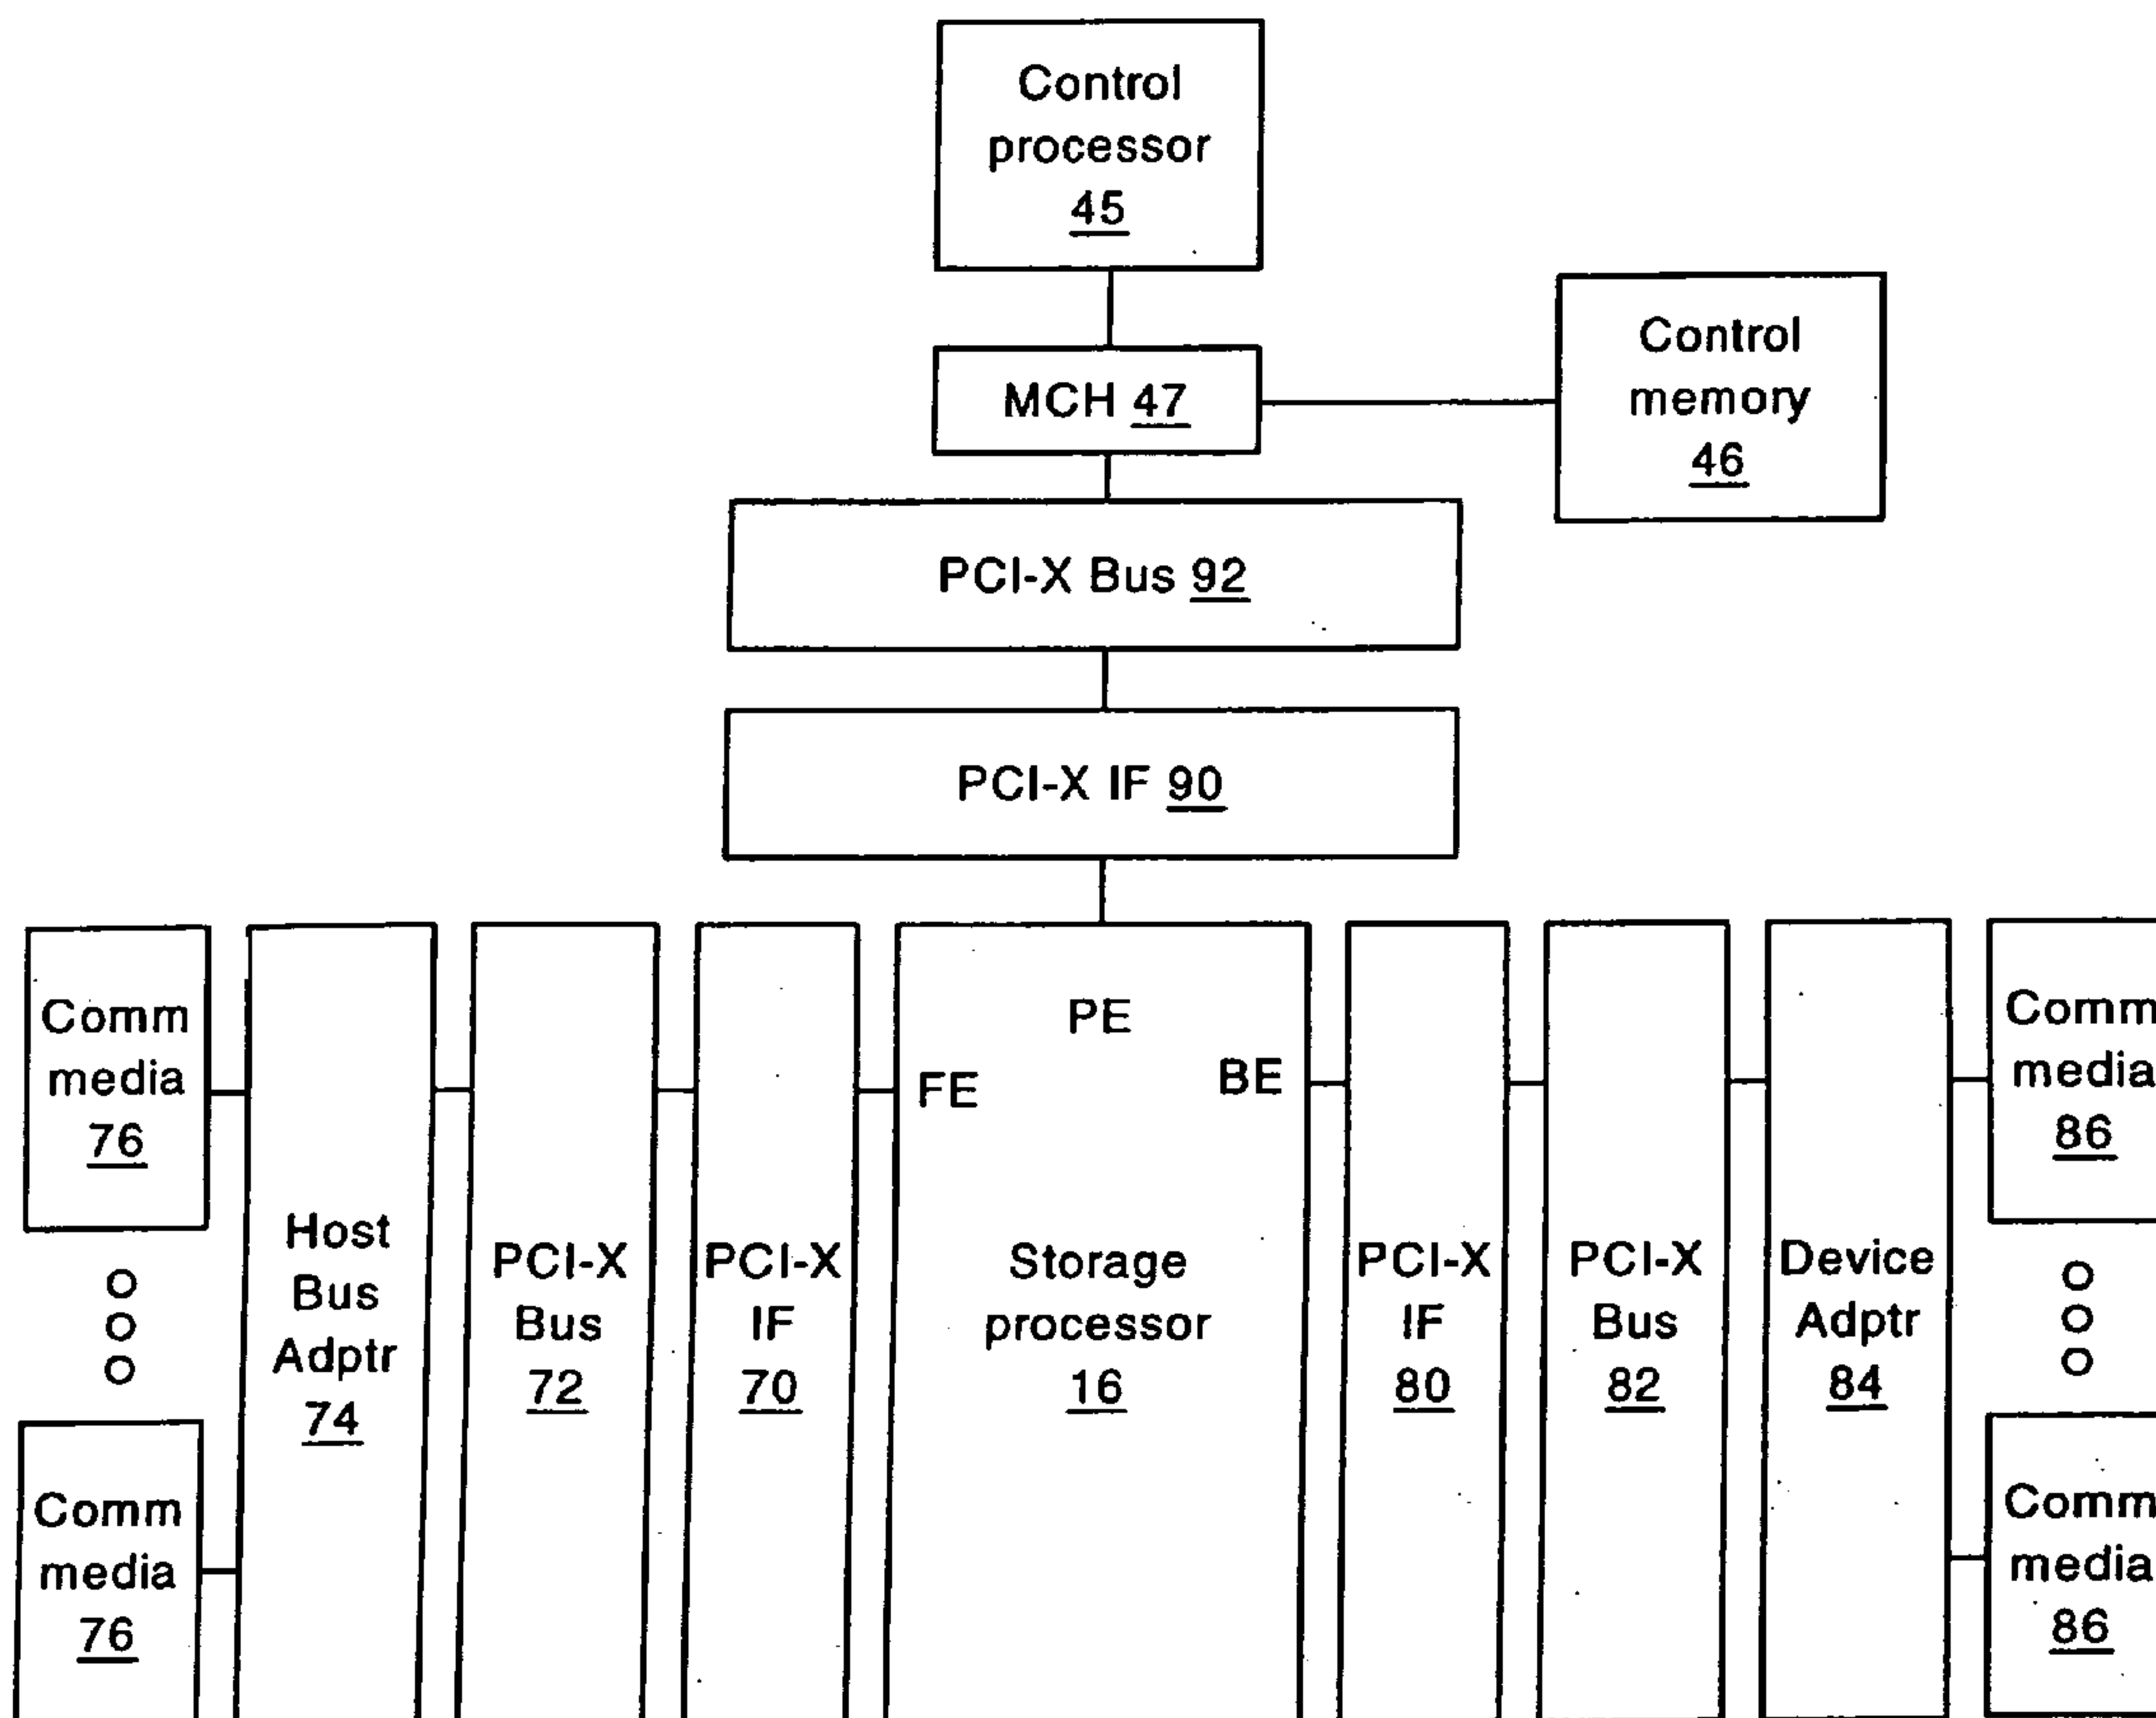 Control
processor
45
MCH 47
Control
memory
46
PCI-X Bus 92
PCI-X IF 90
Comm
media
76
Comm
media
76
Host
Bus
Adptr
74
PCI-X
Bus
72
PCI-X
IF
70
PE
FE
BE
Storage
processor
16
PCI-X
IF
80
PCI-X
Bus
82
Device
Adptr
84
Comm
media
86
Comm
media
86